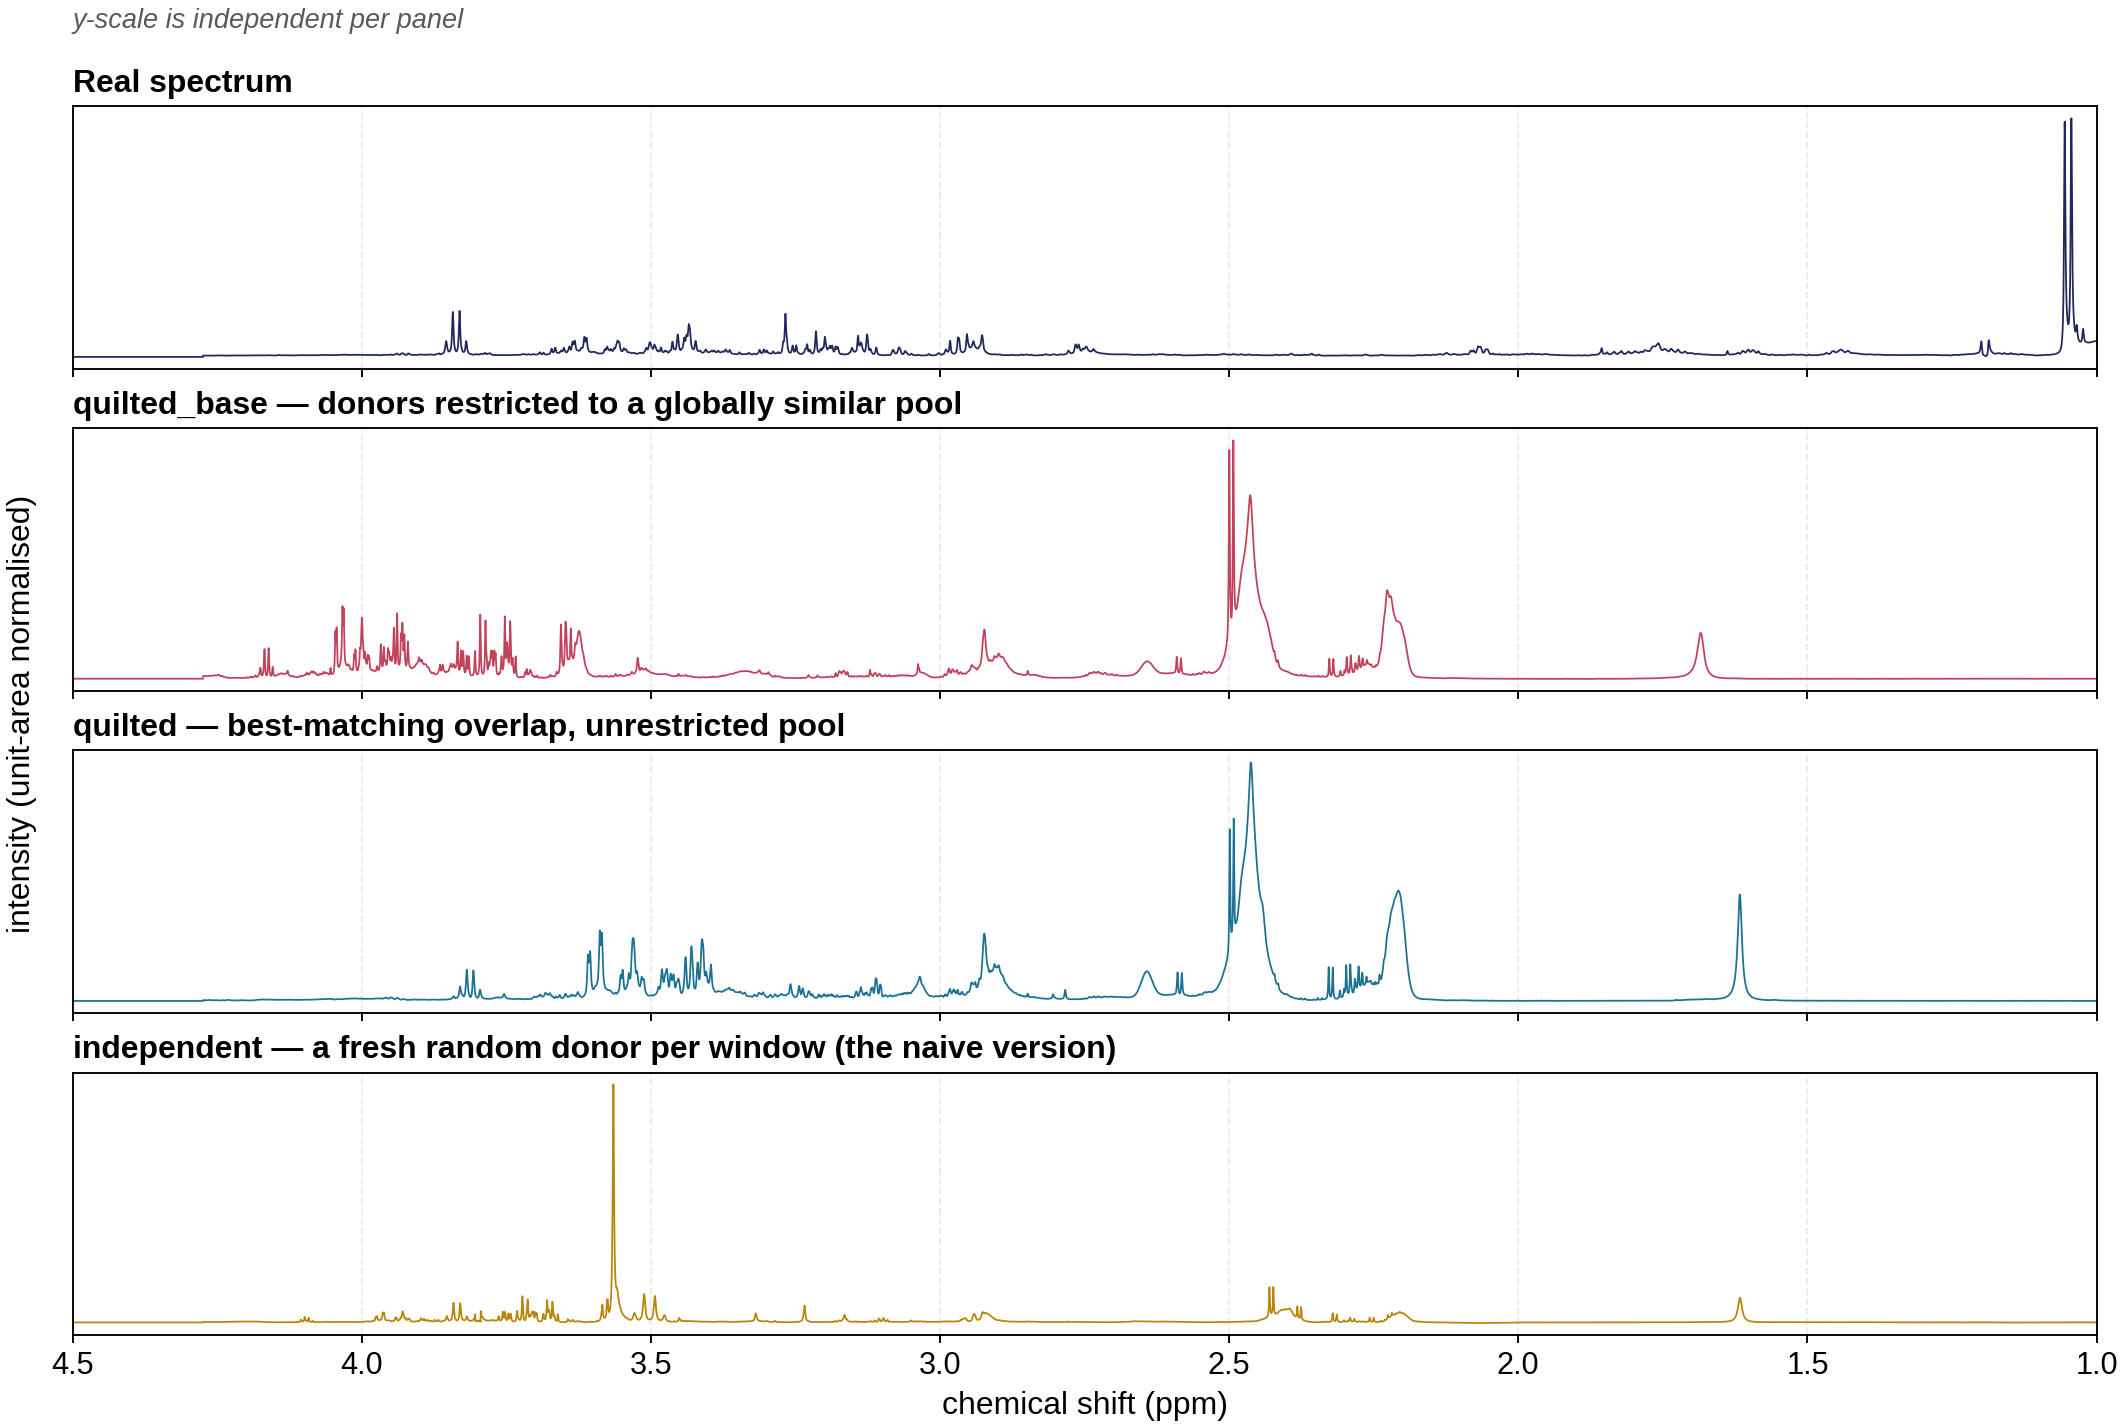 y-scale is independent per panel
Real spectrum
quilted_base — donors restricted to a globally similar pool
quilted — best-matching overlap, unrestricted pool
independent — a fresh random donor per window (the naive version)
intensity (unit-area normalised)
4.5 4.0 3.5 3.0 2.5 2.0 1.5 1.0
chemical shift (ppm)